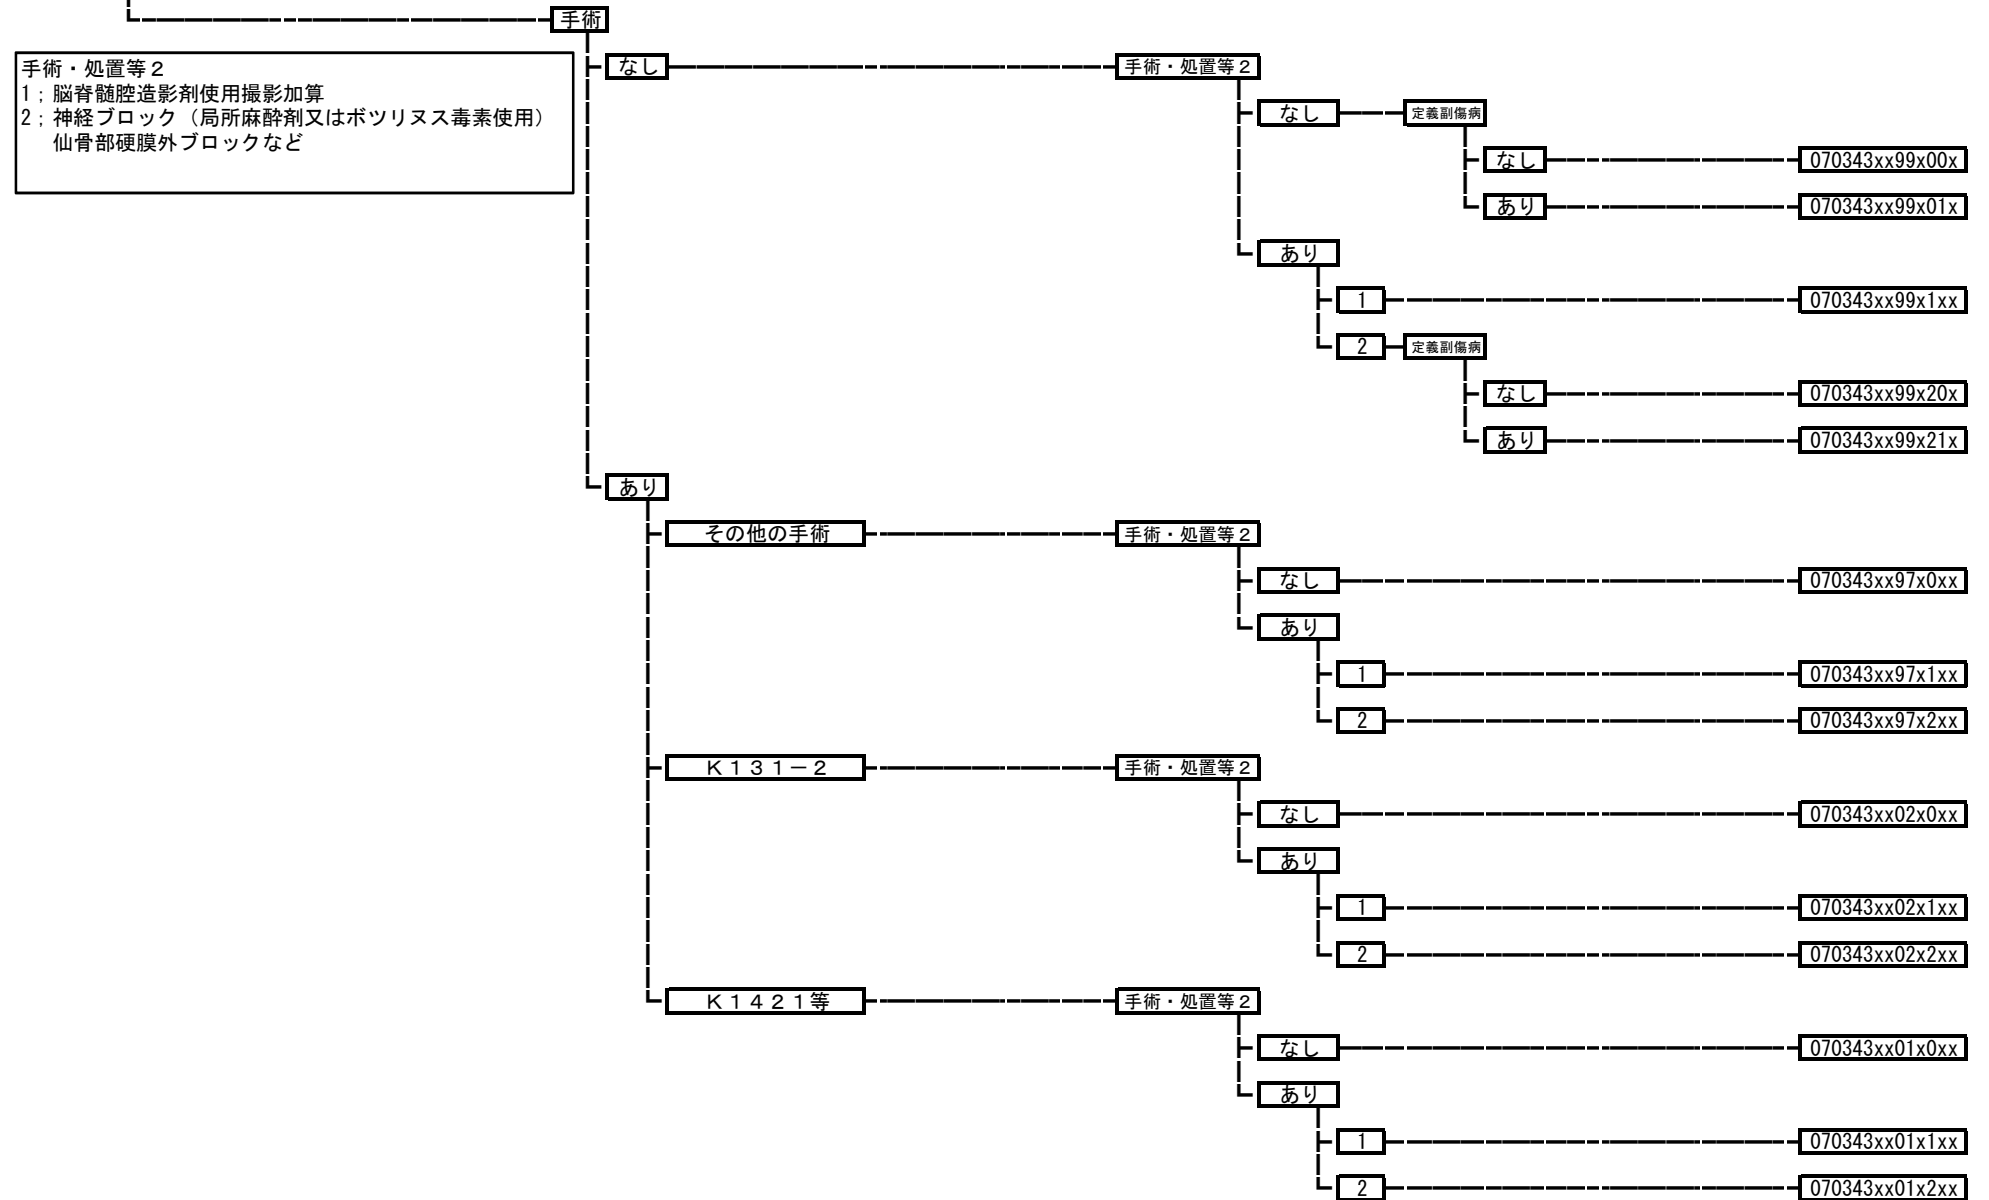 手術
手術・処置等２
1；脳脊髄腔造影剤使用撮影加算
2；神経ブロック（局所麻酔剤又はボツリヌス毒素使用）
仙骨部硬膜外ブロックなど
なし
手術・処置等２
なし
定義副傷病
なし
070343xx99x00x
あり
070343xx99x01x
あり
1
070343xx99x1xx
2
定義副傷病
なし
070343xx99x20x
あり
070343xx99x21x
あり
その他の手術
手術・処置等２
なし
070343xx97x0xx
あり
1
070343xx97x1xx
2
070343xx97x2xx
Ｋ１３１－２
手術・処置等２
なし
070343xx02x0xx
あり
1
070343xx02x1xx
2
070343xx02x2xx
Ｋ１４２１等
手術・処置等２
なし
070343xx01x0xx
あり
1
070343xx01x1xx
2
070343xx01x2xx